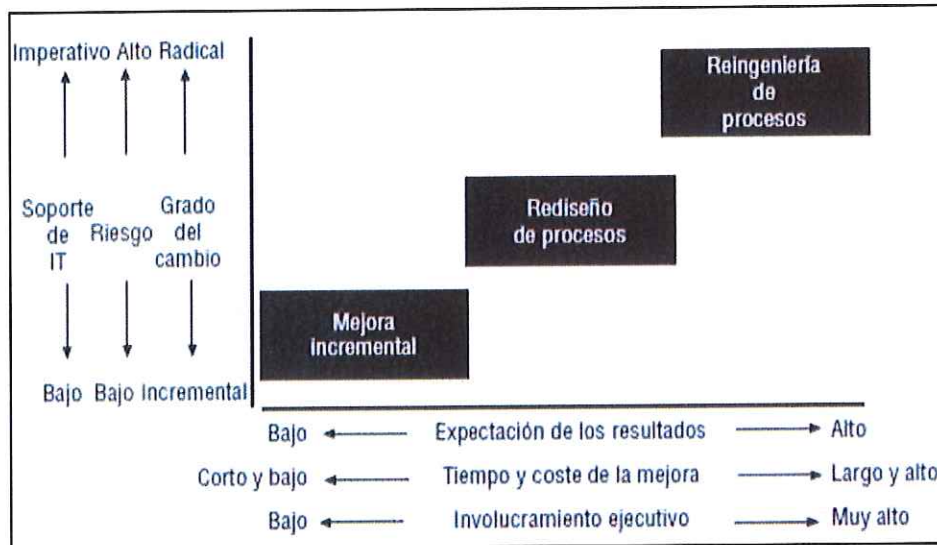 Imperativo Alto Radical
Soporte de IT
Riesgo
Grado del cambio
Bajo Bajo Incremental
Reingeniería
de
procesos
Rediseño
de procesos
Mejora
incremental
Bajo Expectación de los resultados Alto
Corto y bajo Tiempo y coste de la mejora Largo y alto
Bajo Involucramiento ejecutivo Muy alto